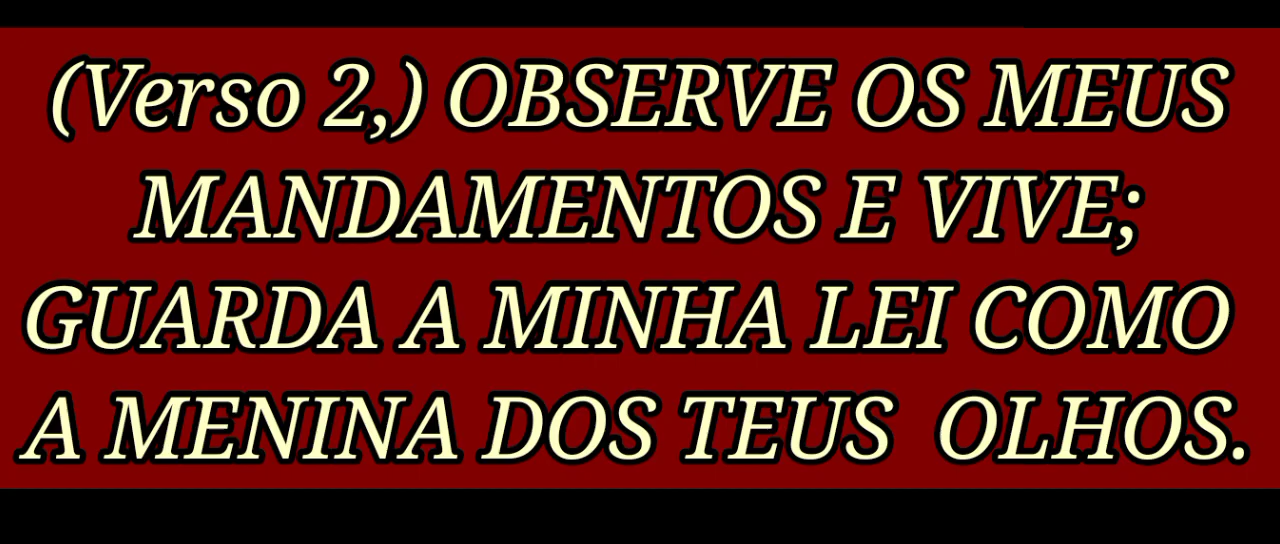 (Verso 2,) OBSERVE OS MEUS
MANDAMENTOS E VIVE;
GUARDA A MINHA LEI COMO
A MENINA DOS TEUS  OLHOS.